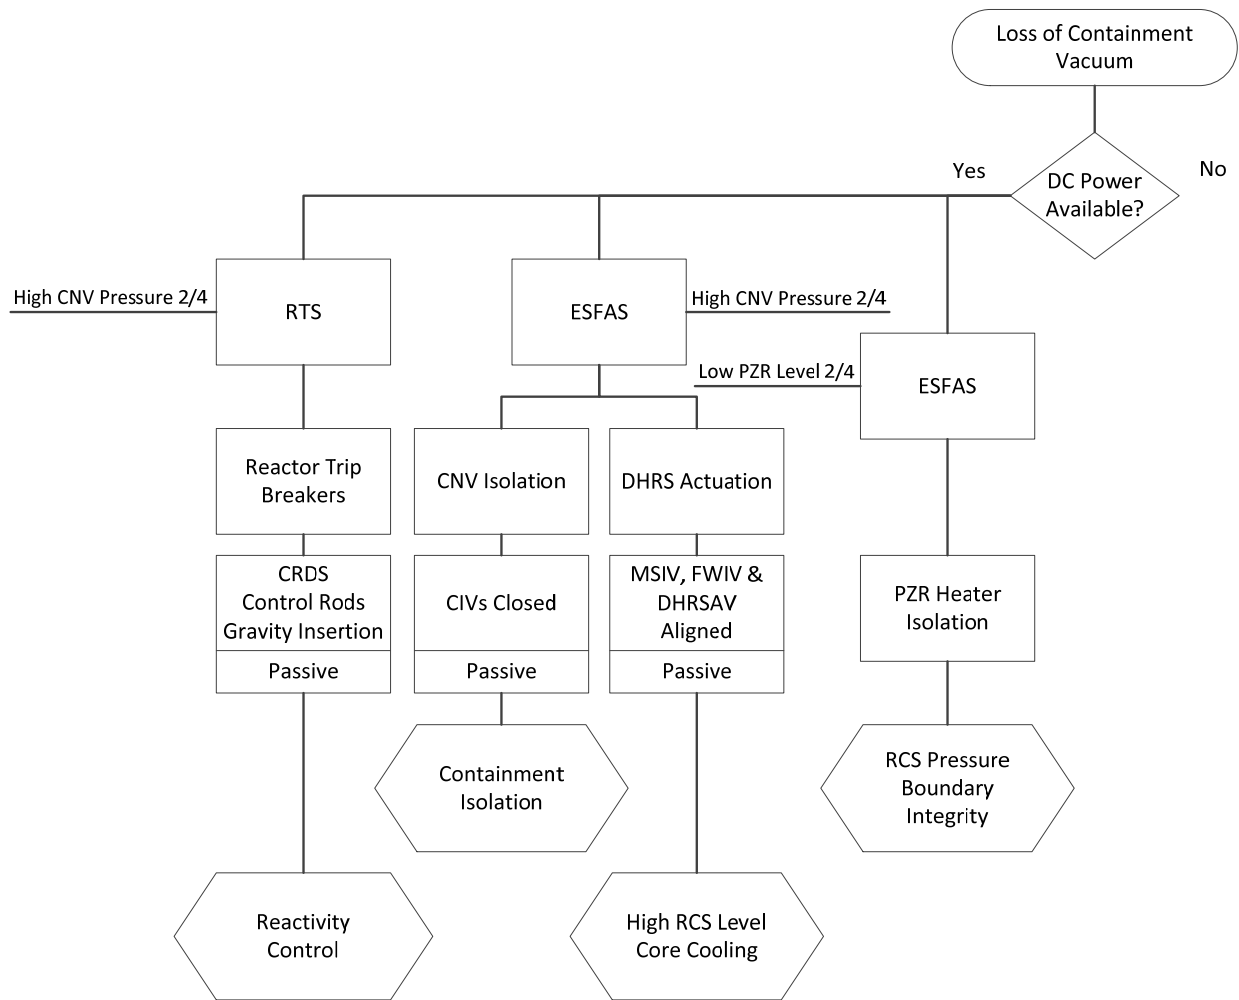 Loss of Containment
Vacuum
DC Power
Available?
Yes
No
High CNV Pressure 2/4
RTS
ESFAS
High CNV Pressure 2/4
Low PZR Level 2/4
ESFAS
Reactor Trip
Breakers
CNV Isolation
DHRS Actuation
CRDS
Control Rods
Gravity Insertion
Passive
CIVs Closed
Passive
MSIV, FWIV &
DHRSAV
Aligned
Passive
PZR Heater
Isolation
Containment
Isolation
RCS Pressure
Boundary
Integrity
Reactivity
Control
High RCS Level
Core Cooling